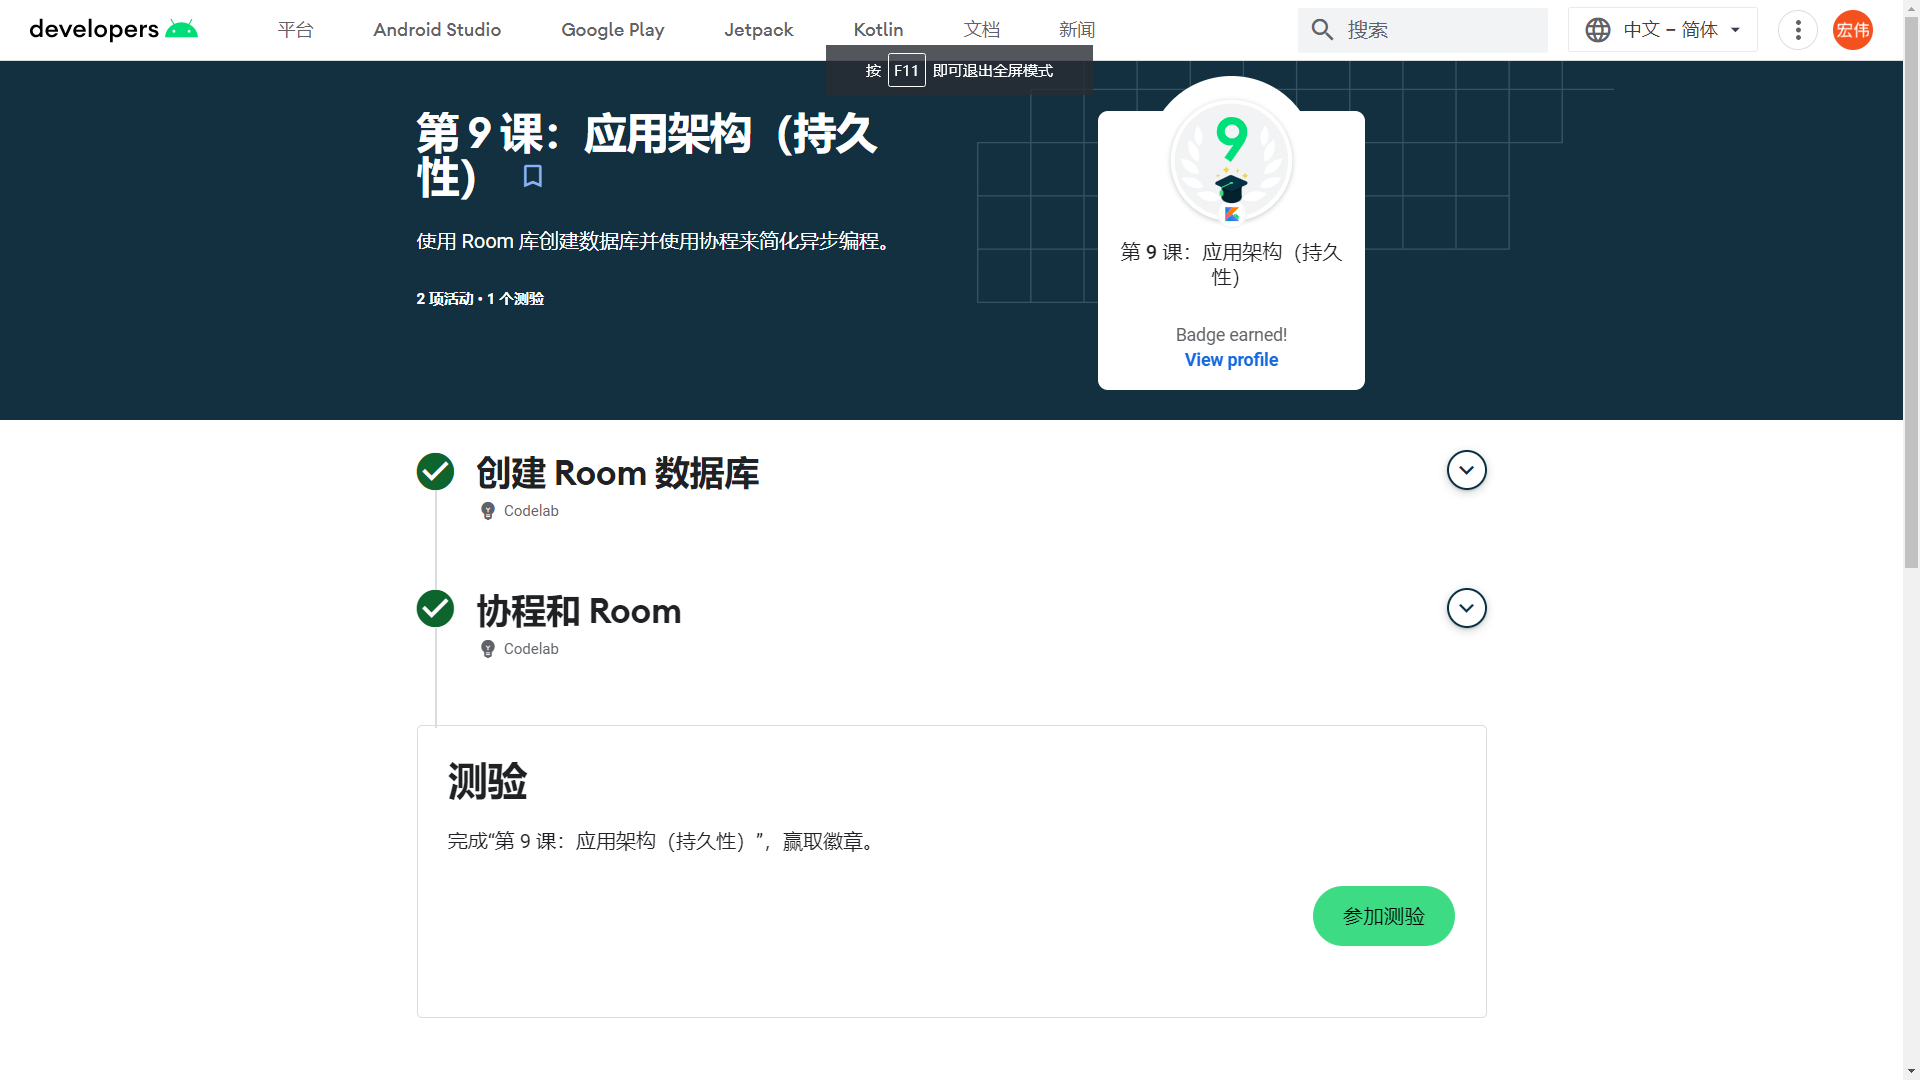 developers
平台
Android Studio
Google Play
Jetpack
Kotlin
文档
新闻
搜索
中文 – 简体
宏伟
按 F11 即可退出全屏模式
第 9 课：应用架构（持久
性）
使用 Room 库创建数据库并使用协程来简化异步编程。
2 项活动 • 1 个测验
9
第 9 课：应用架构（持久
性）
Badge earned!
View profile
创建 Room 数据库
Codelab
协程和 Room
Codelab
测验
完成“第 9 课：应用架构（持久性）”，赢取徽章。
参加测验